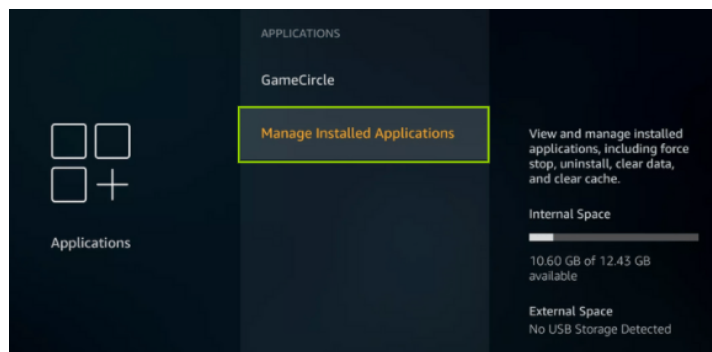 APPLICATIONS
GameCircle
Manage Installed Applications
Applications
View and manage installed
applications, including force
stop, uninstall, clear data,
and clear cache.
Internal Space
10.60 GB of 12.43 GB
available
External Space
No USB Storage Detected